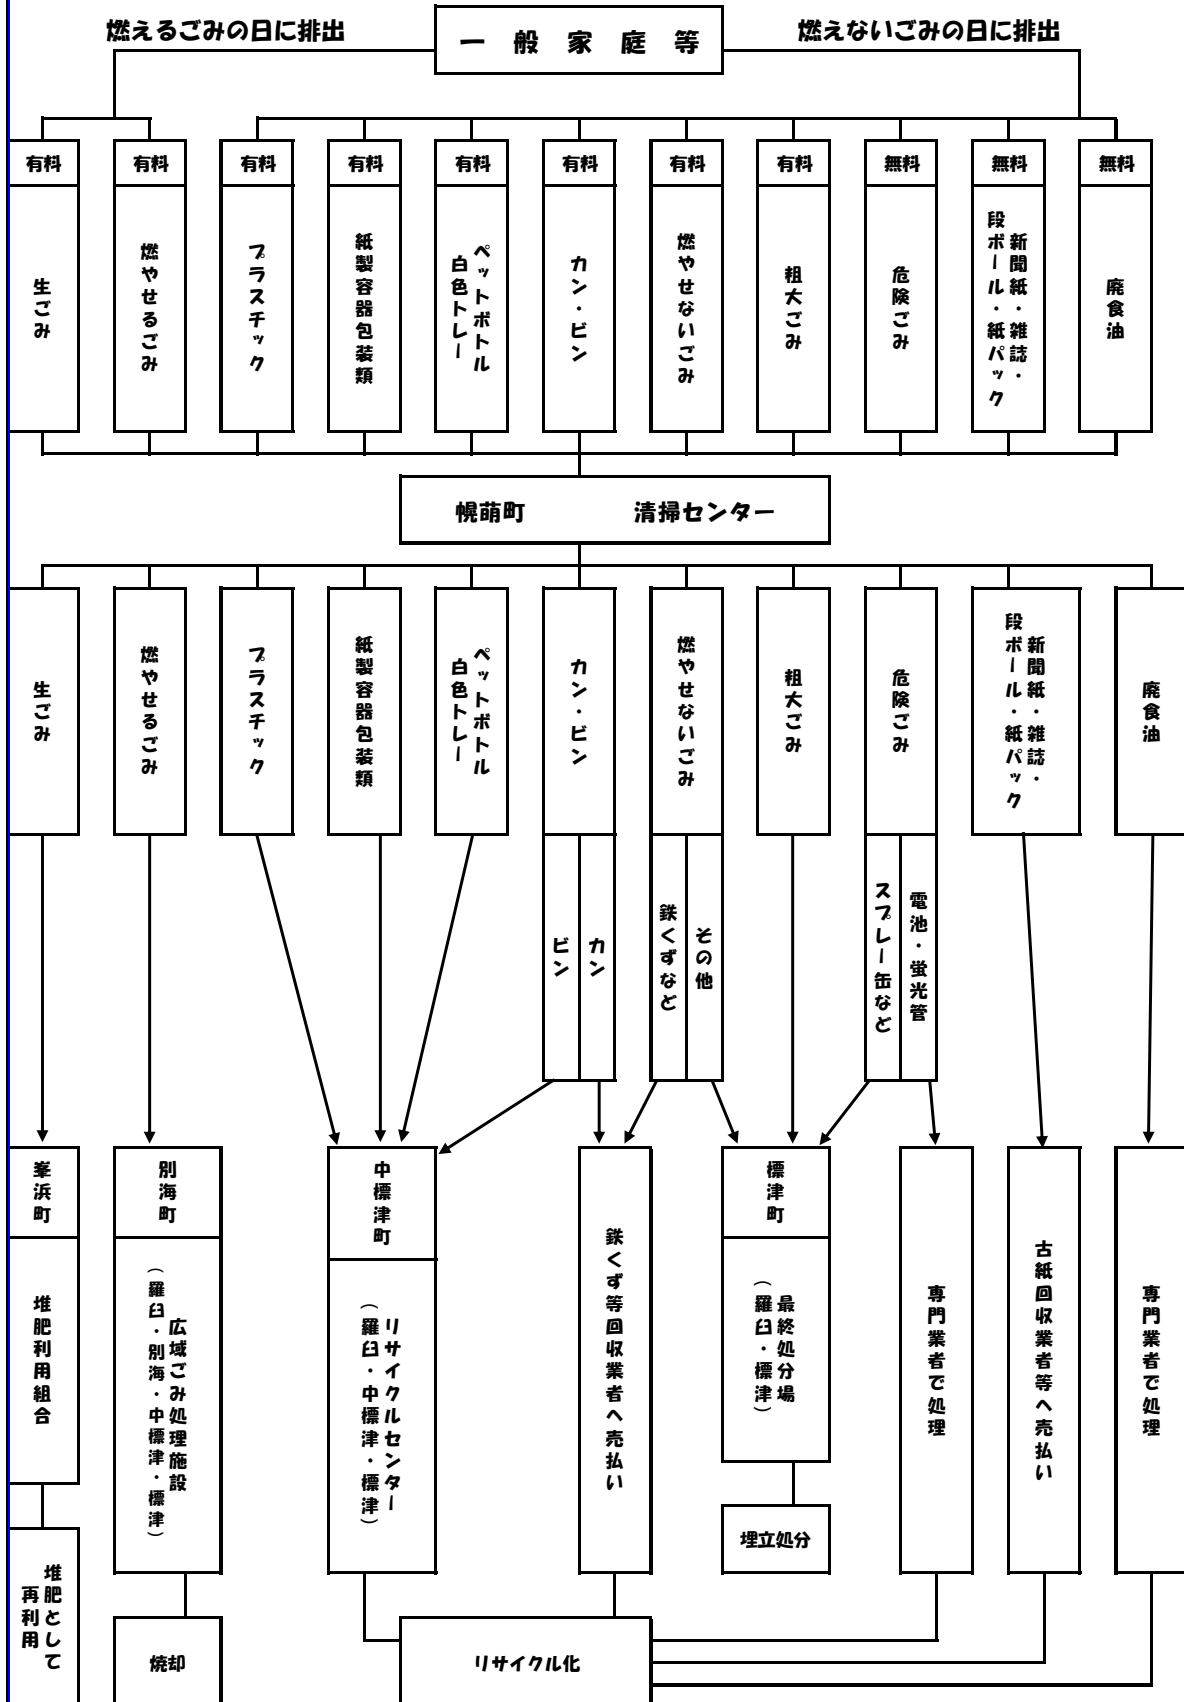 燃えるごみの日に排出
一般家庭等
燃えないごみの日に排出
有料
有料
有料
有料
有料
有料
有料
有料
無料
無料
無料
生ごみ
燃やせるごみ
プラスチック
紙製容器包装類
ペットボトル
白色トレー
カン・ビン
燃やせないごみ
粗大ごみ
危険ごみ
新聞紙・雑誌・
段ボール・紙パック
廃食油
幌萌町 清掃センター
生ごみ
燃やせるごみ
プラスチック
紙製容器包装類
ペットボトル
白色トレー
カン・ビン
燃やせないごみ
粗大ごみ
危険ごみ
新聞紙・雑誌・
段ボール・紙パック
廃食油
ビン
カン
鉄くずなど
その他
スプレー缶など
電池・蛍光管
峯浜町
堆肥利用組合
別海町
広域ごみ処理施設
（羅臼・別海・中標津・標津）
中標津町
リサイクルセンター
（羅臼・中標津・標津）
鉄くず等回収業者へ売払い
標津町
最終処分場
（羅臼・標津）
専門業者で処理
古紙回収業者等へ売払い
専門業者で処理
埋立処分
堆肥として
再利用
焼却
リサイクル化